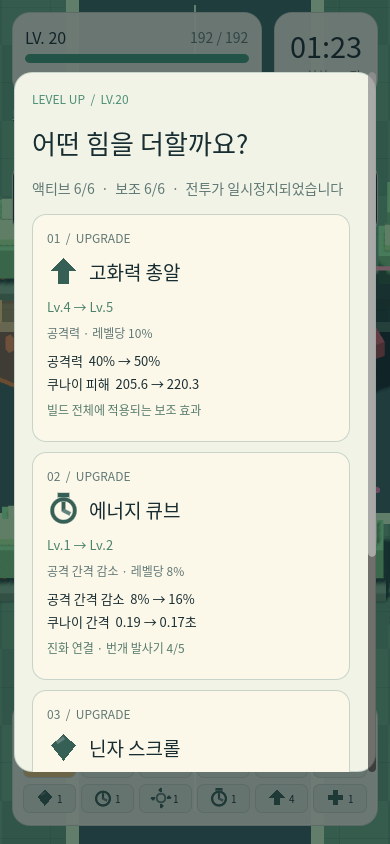 LV. 20
192 / 192
01:23
LEVEL UP / LV.20
어떤 힘을 더할까요?
액티브 6/6 · 보조 6/6 · 전투가 일시정지되었습니다
01 / UPGRADE
고화력 총알
Lv.4 → Lv.5
공격력 · 레벨당 10%
공격력 40% → 50%
쿠나이 피해 205.6 → 220.3
빌드 전체에 적용되는 보조 효과
02 / UPGRADE
에너지 큐브
Lv.1 → Lv.2
공격 간격 감소 · 레벨당 8%
공격 간격 감소 8% → 16%
쿠나이 간격 0.19 → 0.17초
진화 연결 · 번개 발사기 4/5
03 / UPGRADE
닌자 스크롤
1 1 1 1 4 1